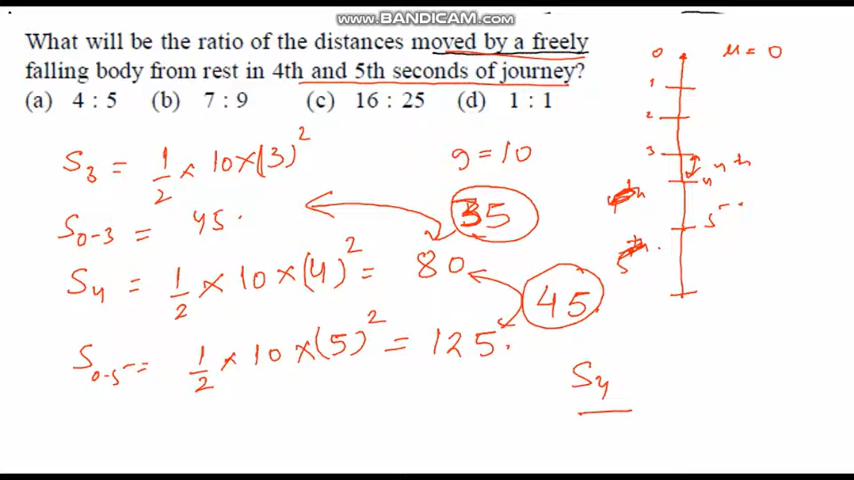 www.BANDICAM.com
What will be the ratio of the distances moved by a freely
falling body from rest in 4th and 5th seconds of journey?
(a) 4 : 5 (b) 7 : 9 (c) 16 : 25 (d) 1 : 1
0 u = 0
1
2
3
4th
4
5
S3 = 1/2 × 10 × (3)² g = 10
S0-3 = 45 .
35
S4 = 1/2 × 10 × (4)² = 80
45
S0-5 = 1/2 × 10 × (5)² = 125.
S4